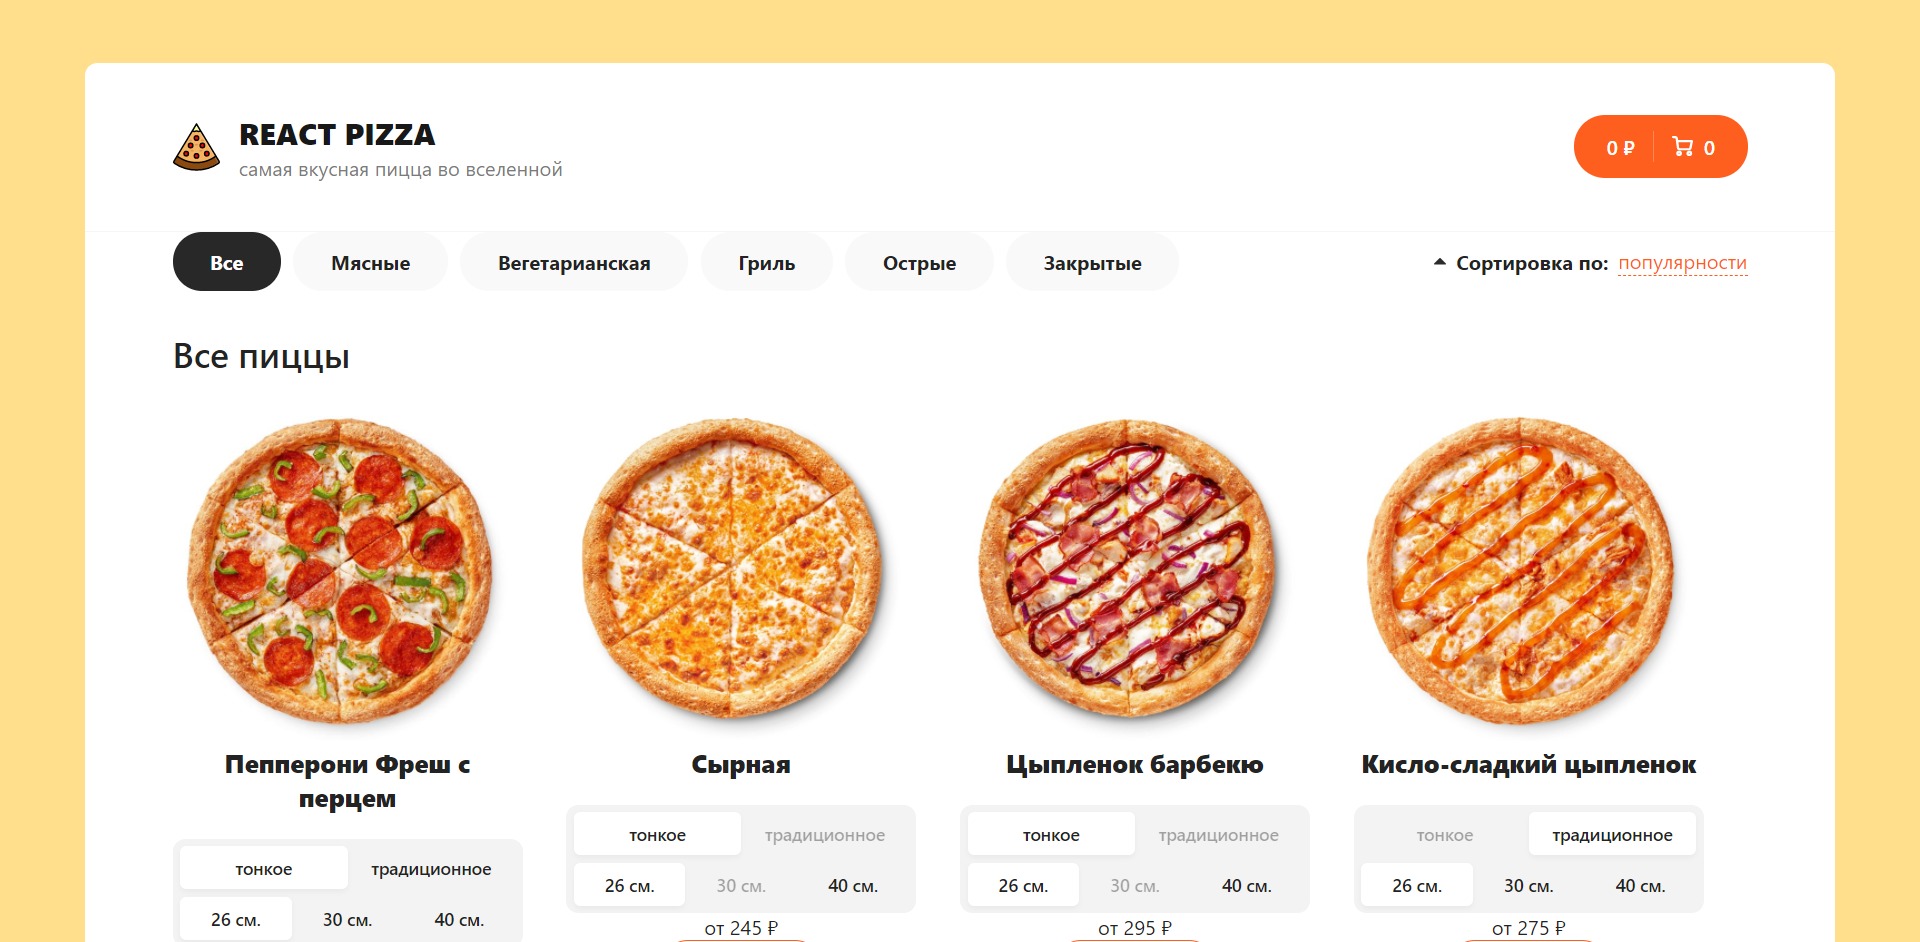 REACT PIZZA
самая вкусная пицца во вселенной
0 ₽ 0
Все Мясные Вегетарианская Гриль Острые Закрытые Сортировка по: популярности
Все пиццы
Пепперони Фреш с
перцем
тонкое традиционное
26 см. 30 см. 40 см.
Сырная
тонкое традиционное
26 см. 30 см. 40 см.
от 245 ₽
Цыпленок барбекю
тонкое традиционное
26 см. 30 см. 40 см.
от 295 ₽
Кисло-сладкий цыпленок
тонкое традиционное
26 см. 30 см. 40 см.
от 275 ₽